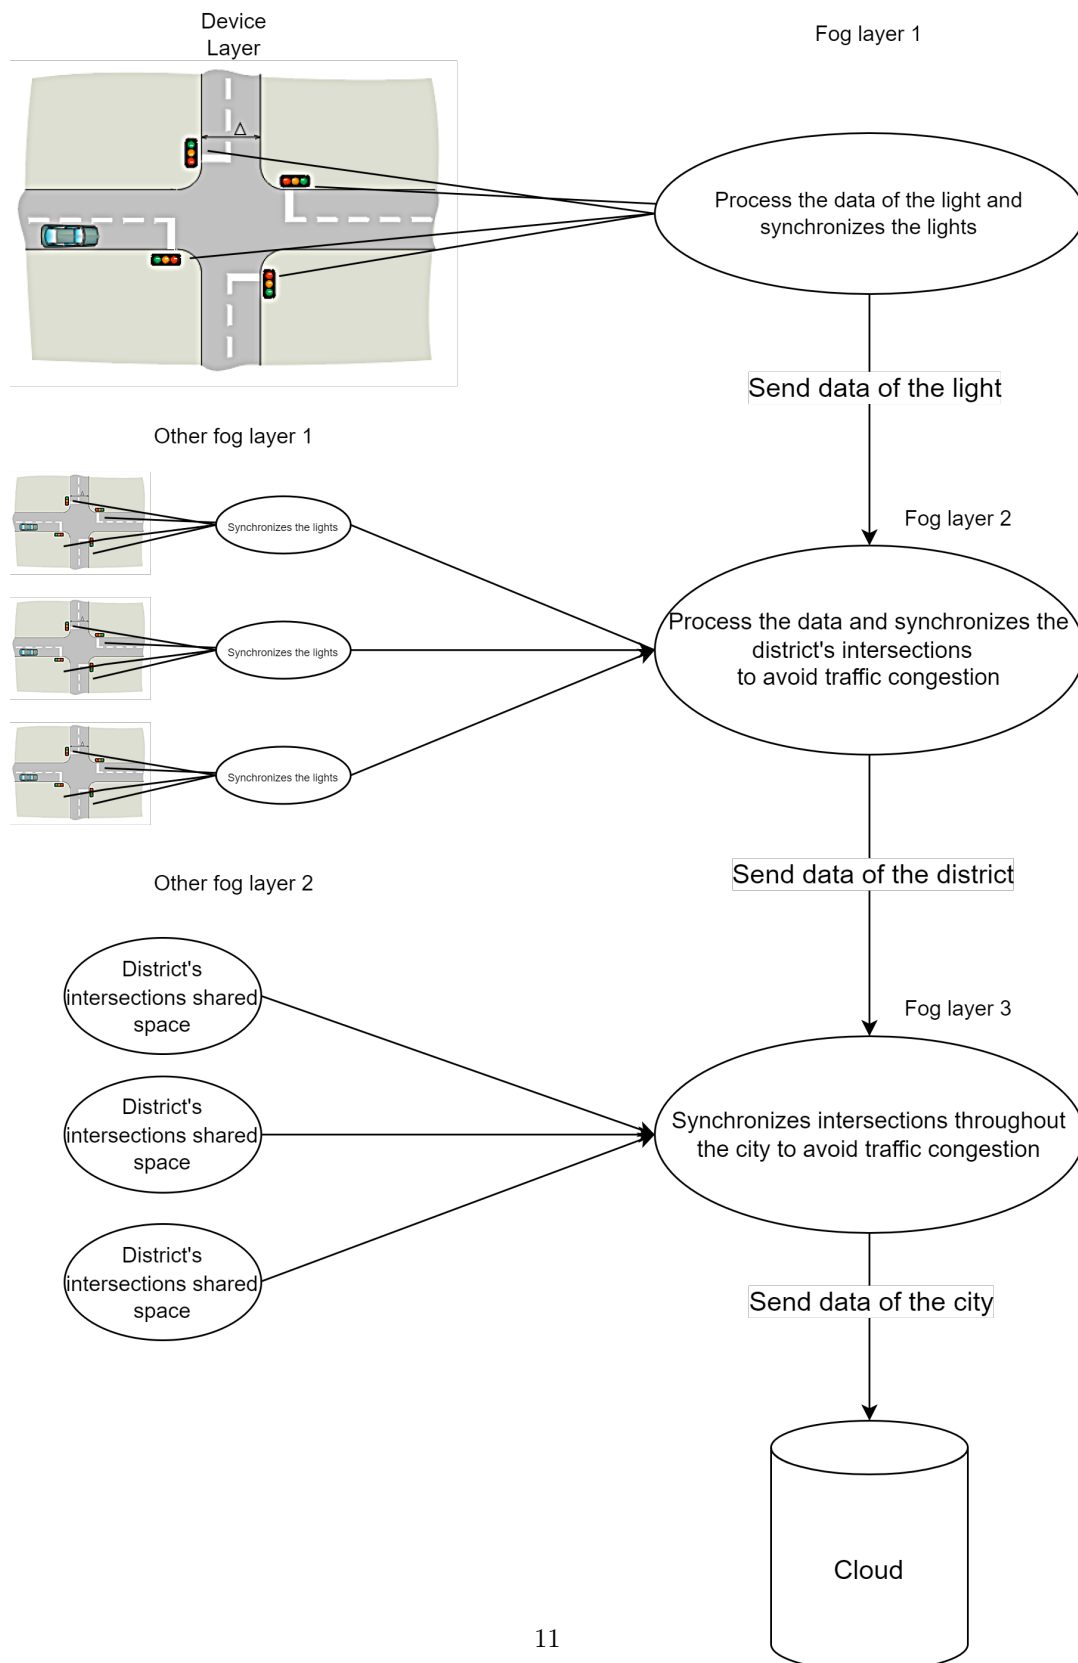 Device
Layer
Fog layer 1
Δ
Process the data of the light and
synchronizes the lights
Send data of the light
Other fog layer 1
Synchronizes the lights
Synchronizes the lights
Synchronizes the lights
Fog layer 2
Process the data and synchronizes the
district's intersections
to avoid traffic congestion
Send data of the district
Other fog layer 2
District's
intersections shared
space
District's
intersections shared
space
District's
intersections shared
space
Fog layer 3
Synchronizes intersections throughout
the city to avoid traffic congestion
Send data of the city
Cloud
11